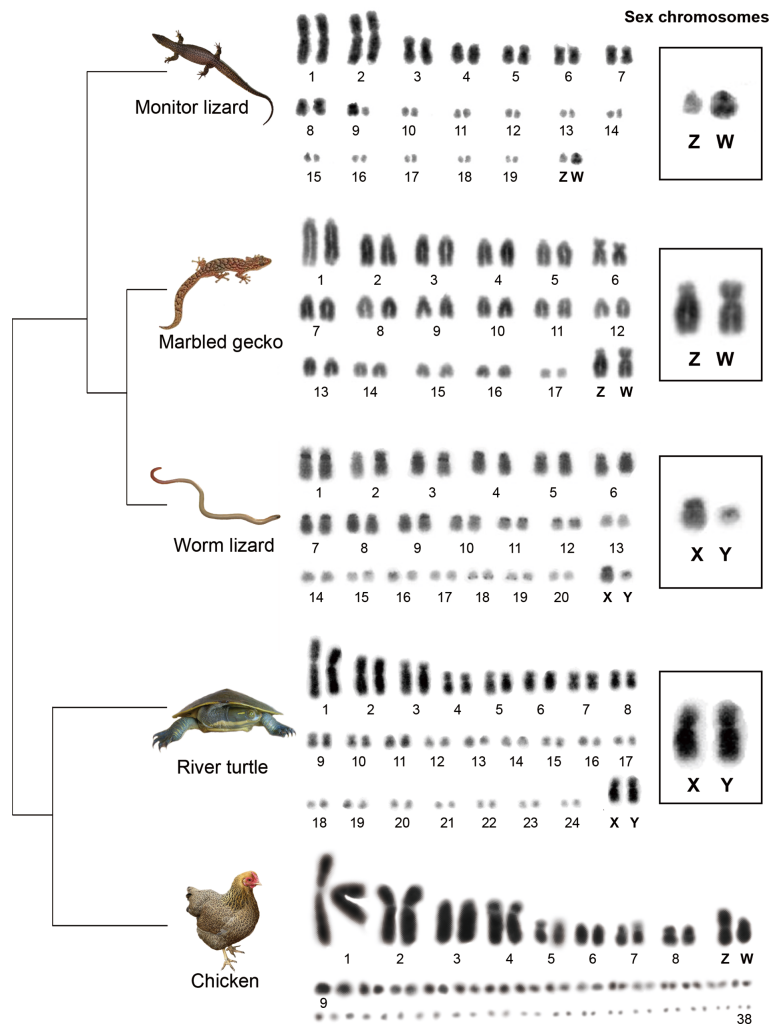 Sex chromosomes
1 2 3 4 5 6 7
Monitor lizard
8 9 10 11 12 13 14
Z W
15 16 17 18 19 Z W
1 2 3 4 5 6
Marbled gecko
7 8 9 10 11 12
Z W
13 14 15 16 17 Z W
1 2 3 4 5 6
Worm lizard
7 8 9 10 11 12 13
X Y
14 15 16 17 18 19 20 X Y
1 2 3 4 5 6 7 8
River turtle
9 10 11 12 13 14 15 16 17
X Y
18 19 20 21 22 23 24 X Y
1 2 3 4 5 6 7 8 Z W
Chicken
9
38